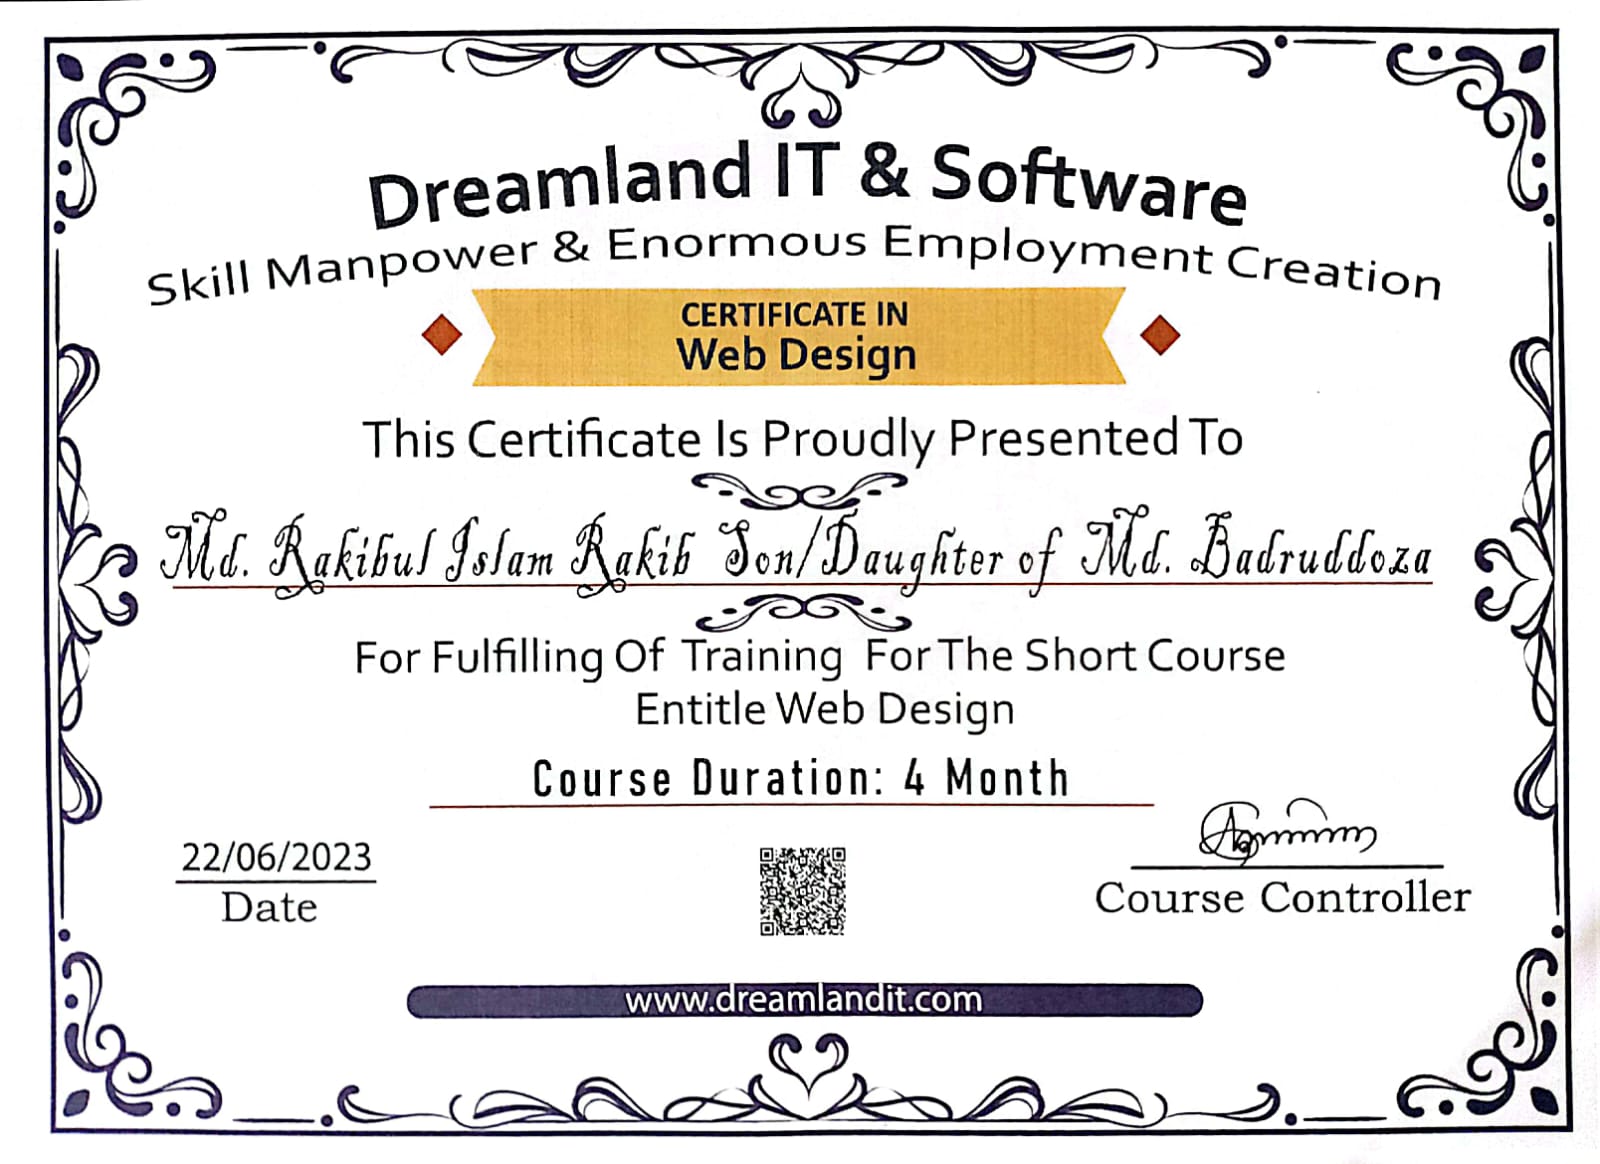 Dreamland IT & Software
Skill Manpower & Enormous Employment Creation
CERTIFICATE IN
Web Design
This Certificate Is Proudly Presented To
Md. Rakibul Islam Rakib Son/Daughter of Md. Badruddoza
For Fulfilling Of Training For The Short Course
Entitle Web Design
Course Duration: 4 Month
22/06/2023
Date
Course Controller
www.dreamlandit.com